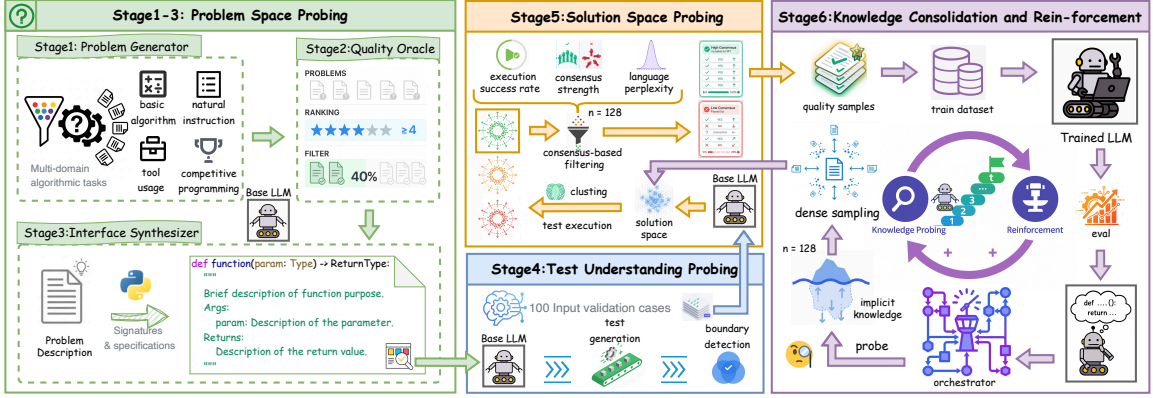 Stage1-3: Problem Space Probing
Stage1: Problem Generator
basic
algorithm
natural
instruction
tool
usage
competitive
programming
Multi-domain
algorithmic tasks
Stage2:Quality Oracle
PROBLEMS
RANKING
≥4
FILTER
40%
Base LLM
Stage3:Interface Synthesizer
Problem
Description
Signatures
& specifications
def function(param: Type) -> ReturnType:
"""
Brief description of function purpose.
Args:
param: Description of the parameter.
Returns:
Description of the return value.
"""
Stage5:Solution Space Probing
execution
success rate
consensus
strength
language
perplexity
n = 128
consensus-based
filtering
High Consensus
clusting
test execution
solution
space
Base LLM
Stage4:Test Understanding Probing
100 Input validation cases
Base LLM
test
generation
boundary
detection
Stage6:Knowledge Consolidation and Rein-forcement
quality samples
train dataset
Trained LLM
dense sampling
Knowledge Probing
1
2
3
...
t
Reinforcement
+ +
eval
n = 128
implicit
knowledge
probe
orchestrator
def ....():
return ...